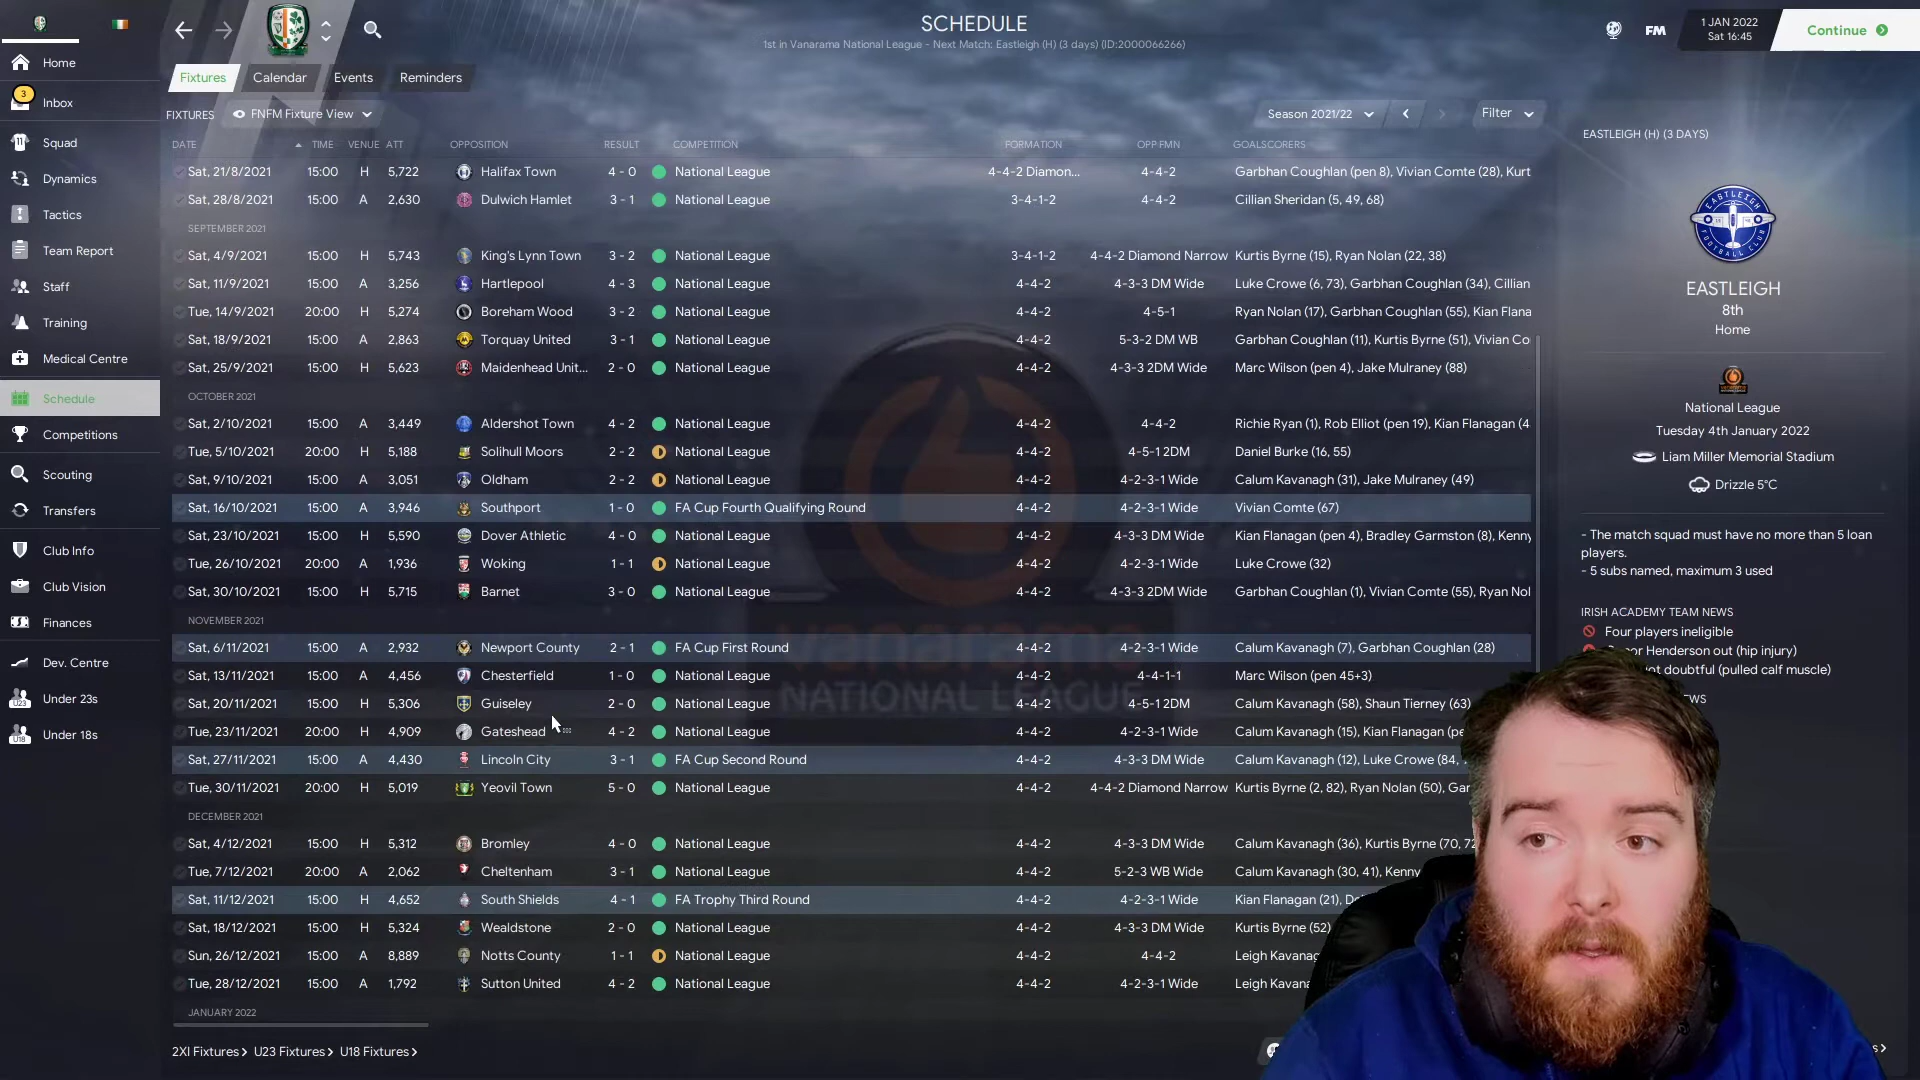 SCHEDULE
1st in Vanarama National League - Next Match: Eastleigh (H) (3 days) (ID:2000066266)
FM
1 JAN 2022
Sat 16:45
Continue
Home
3
Inbox
Squad
Dynamics
Tactics
Team Report
Staff
Training
Medical Centre
Schedule
Competitions
Scouting
Transfers
Club Info
Club Vision
Finances
Dev. Centre
U23
Under 23s
U18
Under 18s
Fixtures Calendar Events Reminders
FIXTURES FNFM Fixture View Season 2021/22 Filter
DATE TIME VENUE ATT OPPOSITION RESULT COMPETITION FORMATION OPP FMN GOALSCORERS
Sat, 21/8/2021 15:00 H 5,722 Halifax Town 4 - 0 National League 4-4-2 Diamon... 4-4-2 Garbhan Coughlan (pen 8), Vivian Comte (28), Kurt
Sat, 28/8/2021 15:00 A 2,630 Dulwich Hamlet 3 - 1 National League 3-4-1-2 4-4-2 Cillian Sheridan (5, 49, 68)
SEPTEMBER 2021
Sat, 4/9/2021 15:00 H 5,743 King's Lynn Town 3 - 2 National League 3-4-1-2 4-4-2 Diamond Narrow Kurtis Byrne (15), Ryan Nolan (22, 38)
Sat, 11/9/2021 15:00 A 3,256 Hartlepool 4 - 3 National League 4-4-2 4-3-3 DM Wide Luke Crowe (6, 73), Garbhan Coughlan (34), Cillian
Tue, 14/9/2021 20:00 H 5,274 Boreham Wood 3 - 2 National League 4-4-2 4-5-1 Ryan Nolan (17), Garbhan Coughlan (55), Kian Flana
Sat, 18/9/2021 15:00 A 2,863 Torquay United 3 - 1 National League 4-4-2 5-3-2 DM WB Garbhan Coughlan (11), Kurtis Byrne (51), Vivian Co
Sat, 25/9/2021 15:00 H 5,623 Maidenhead Unit... 2 - 0 National League 4-4-2 4-3-3 2DM Wide Marc Wilson (pen 4), Jake Mulraney (88)
OCTOBER 2021
Sat, 2/10/2021 15:00 A 3,449 Aldershot Town 4 - 2 National League 4-4-2 4-4-2 Richie Ryan (1), Rob Elliot (pen 19), Kian Flanagan (4
Tue, 5/10/2021 20:00 H 5,188 Solihull Moors 2 - 2 National League 4-4-2 4-5-1 2DM Daniel Burke (16, 55)
Sat, 9/10/2021 15:00 A 3,051 Oldham 2 - 2 National League 4-4-2 4-2-3-1 Wide Calum Kavanagh (31), Jake Mulraney (49)
Sat, 16/10/2021 15:00 A 3,946 Southport 1 - 0 FA Cup Fourth Qualifying Round 4-4-2 4-2-3-1 Wide Vivian Comte (67)
Sat, 23/10/2021 15:00 H 5,590 Dover Athletic 4 - 0 National League 4-4-2 4-3-3 DM Wide Kian Flanagan (pen 4), Bradley Garmston (8), Kenny
Tue, 26/10/2021 20:00 A 1,936 Woking 1 - 1 National League 4-4-2 4-2-3-1 Wide Luke Crowe (32)
Sat, 30/10/2021 15:00 H 5,715 Barnet 3 - 0 National League 4-4-2 4-3-3 2DM Wide Garbhan Coughlan (1), Vivian Comte (55), Ryan Nol
NOVEMBER 2021
Sat, 6/11/2021 15:00 A 2,932 Newport County 2 - 1 FA Cup First Round 4-4-2 4-2-3-1 Wide Calum Kavanagh (7), Garbhan Coughlan (28)
Sat, 13/11/2021 15:00 A 4,456 Chesterfield 1 - 0 National League 4-4-2 4-4-1-1 Marc Wilson (pen 45+3)
Sat, 20/11/2021 15:00 H 5,306 Guiseley 2 - 0 National League 4-4-2 4-5-1 2DM Calum Kavanagh (58), Shaun Tierney (63)
Tue, 23/11/2021 20:00 H 4,909 Gateshead 4 - 2 National League 4-4-2 4-2-3-1 Wide Calum Kavanagh (15), Kian Flanagan (pe
Sat, 27/11/2021 15:00 A 4,430 Lincoln City 3 - 1 FA Cup Second Round 4-4-2 4-3-3 DM Wide Calum Kavanagh (12), Luke Crowe (84,
Tue, 30/11/2021 20:00 H 5,019 Yeovil Town 5 - 0 National League 4-4-2 4-4-2 Diamond Narrow Kurtis Byrne (2, 82), Ryan Nolan (50), Gar
DECEMBER 2021
Sat, 4/12/2021 15:00 H 5,312 Bromley 4 - 0 National League 4-4-2 4-3-3 DM Wide Calum Kavanagh (36), Kurtis Byrne (70, 72
Tue, 7/12/2021 20:00 A 2,062 Cheltenham 3 - 1 National League 4-4-2 5-2-3 WB Wide Calum Kavanagh (30, 41), Kenny
Sat, 11/12/2021 15:00 H 4,652 South Shields 4 - 1 FA Trophy Third Round 4-4-2 4-2-3-1 Wide Kian Flanagan (21),
Sat, 18/12/2021 15:00 H 5,324 Wealdstone 2 - 0 National League 4-4-2 4-3-3 DM Wide Kurtis Byrne (52)
Sun, 26/12/2021 15:00 A 8,889 Notts County 1 - 1 National League 4-4-2 4-4-2 Leigh Kavanag
Tue, 28/12/2021 15:00 A 1,792 Sutton United 4 - 2 National League 4-4-2 4-2-3-1 Wide Leigh Kavana
JANUARY 2022
2XI Fixtures> U23 Fixtures> U18 Fixtures>
vanarama
NATIONAL LEAGUE
EASTLEIGH (H) (3 DAYS)
EASTLEIGH
FOOTBALL CLUB
EASTLEIGH
8th
Home
National League
Tuesday 4th January 2022
Liam Miller Memorial Stadium
Drizzle 5°C
- The match squad must have no more than 5 loan
players.
- 5 subs named, maximum 3 used
IRISH ACADEMY TEAM NEWS
Four players ineligible
Henderson out (hip injury)
doubtful (pulled calf muscle)